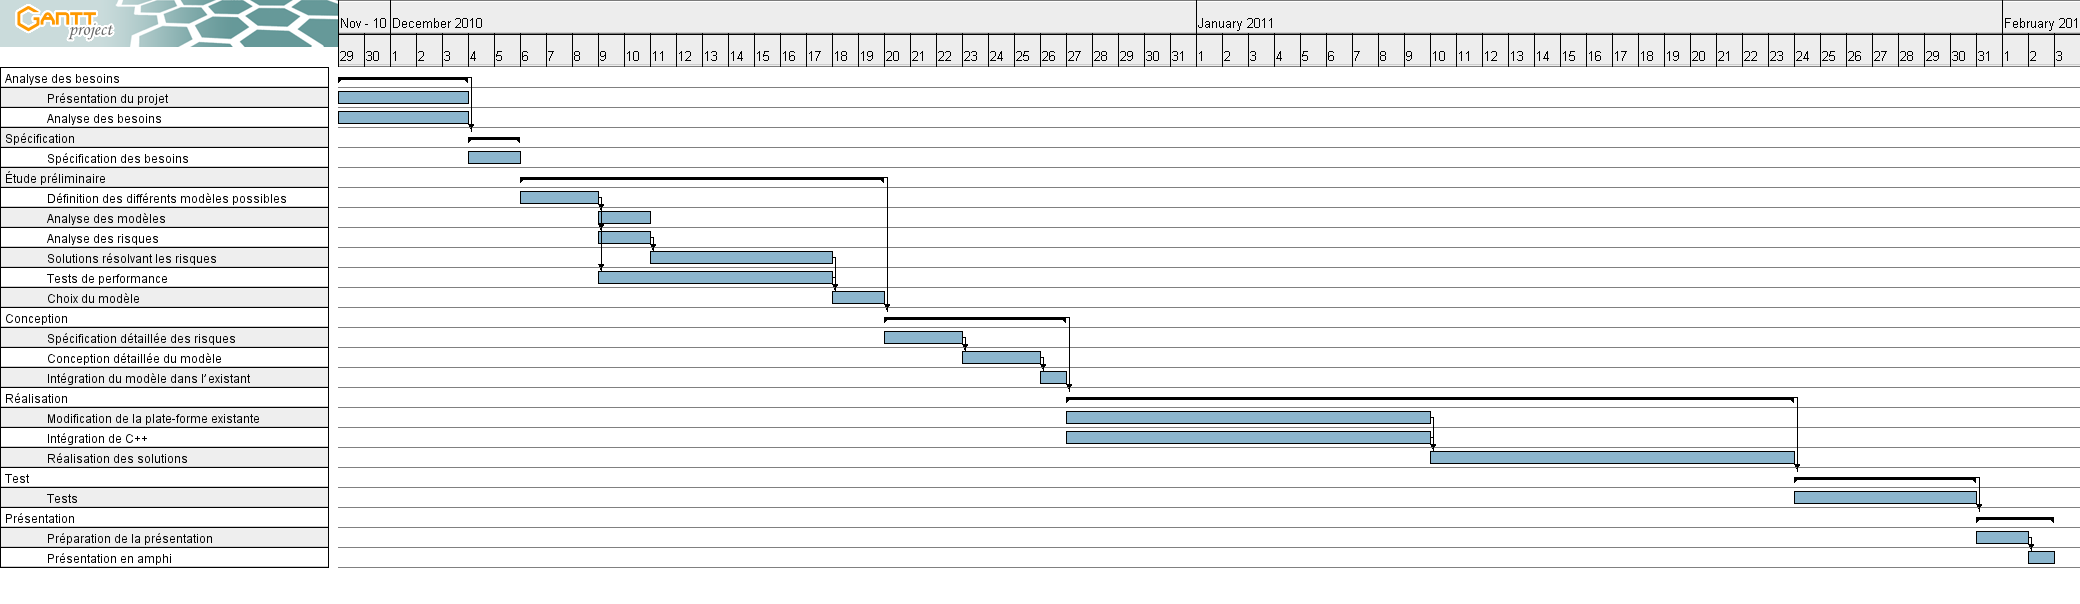 GANTT
project
Nov - 10 December 2010 January 2011 February 201
29 30 1 2 3 4 5 6 7 8 9 10 11 12 13 14 15 16 17 18 19 20 21 22 23 24 25 26 27 28 29 30 31 1 2 3 4 5 6 7 8 9 10 11 12 13 14 15 16 17 18 19 20 21 22 23 24 25 26 27 28 29 30 31 1 2 3
Analyse des besoins
Présentation du projet
Analyse des besoins
Spécification
Spécification des besoins
Étude préliminaire
Définition des différents modèles possibles
Analyse des modèles
Analyse des risques
Solutions résolvant les risques
Tests de performance
Choix du modèle
Conception
Spécification détaillée des risques
Conception détaillée du modèle
Intégration du modèle dans l'existant
Réalisation
Modification de la plate-forme existante
Intégration de C++
Réalisation des solutions
Test
Tests
Présentation
Préparation de la présentation
Présentation en amphi